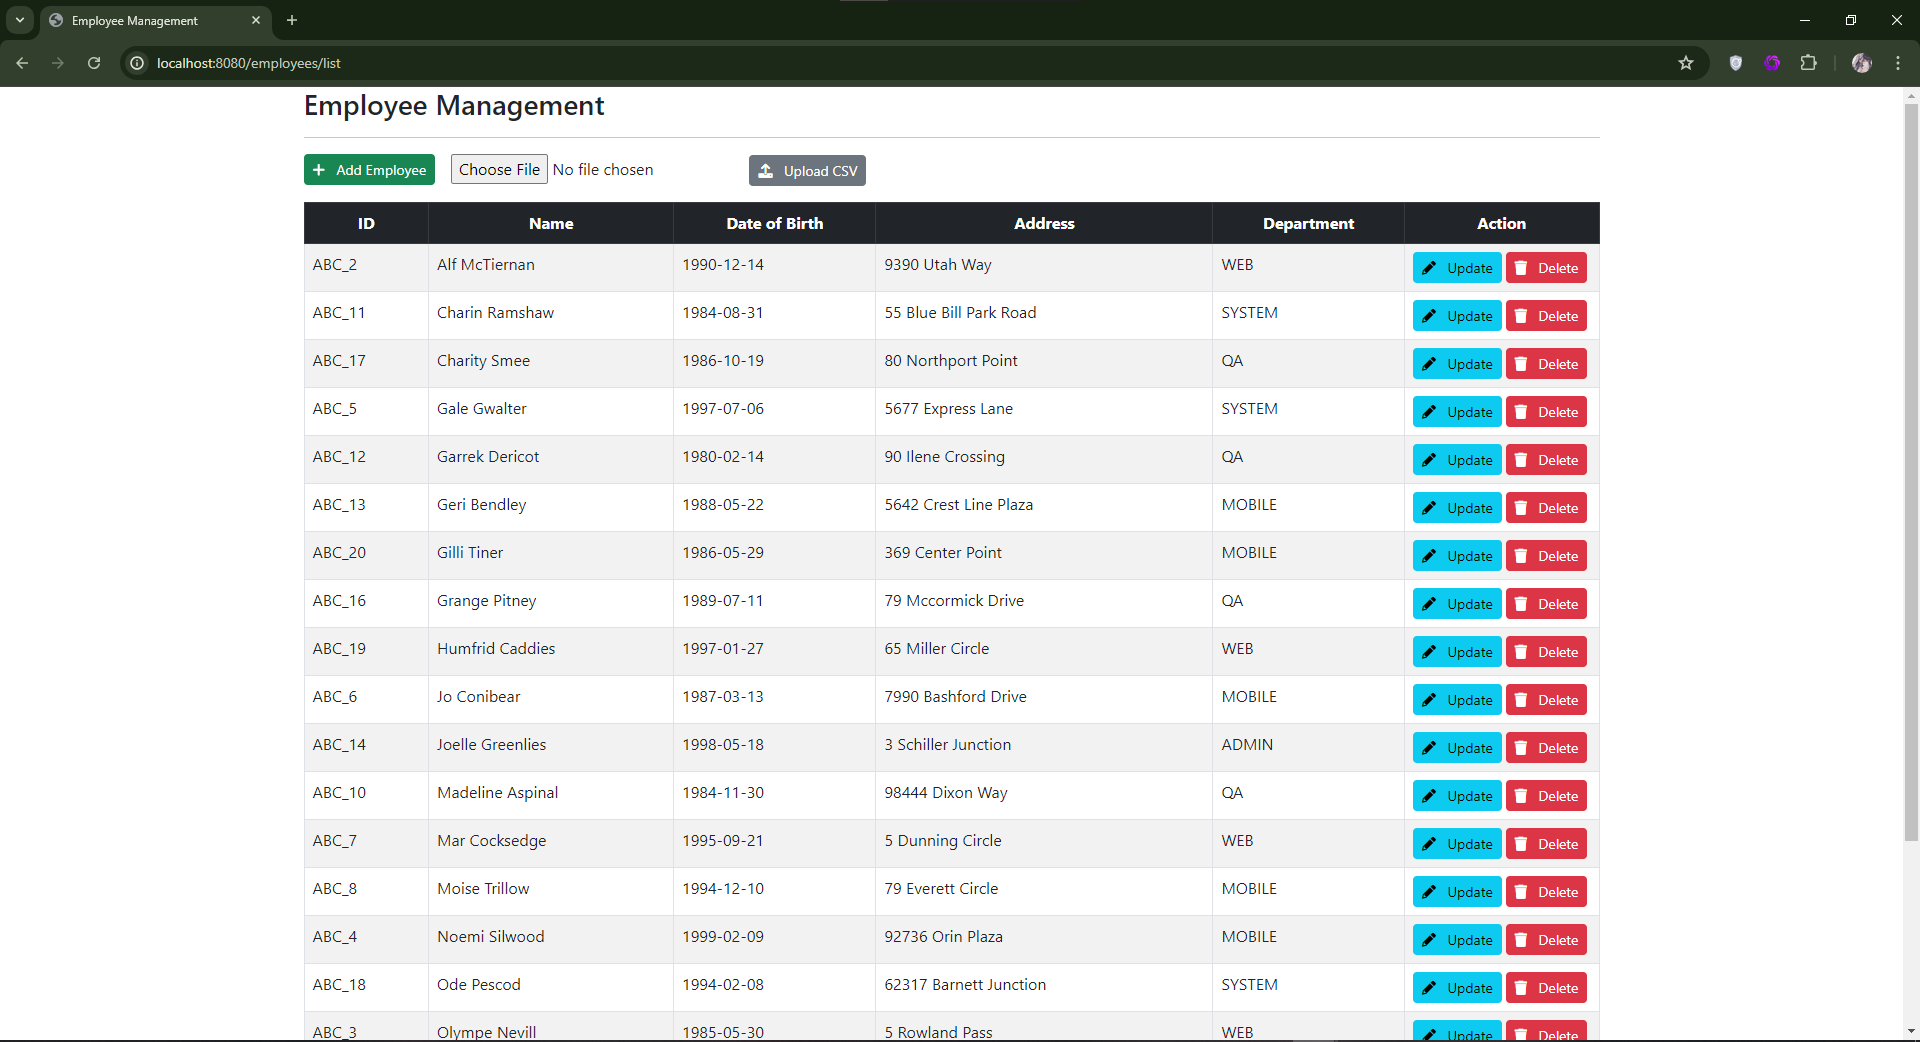 Employee Management
localhost:8080/employees/list
Employee Management
Add Employee Choose File No file chosen Upload CSV
ID Name Date of Birth Address Department Action
ABC_2 Alf McTiernan 1990-12-14 9390 Utah Way WEB Update Delete
ABC_11 Charin Ramshaw 1984-08-31 55 Blue Bill Park Road SYSTEM Update Delete
ABC_17 Charity Smee 1986-10-19 80 Northport Point QA Update Delete
ABC_5 Gale Gwalter 1997-07-06 5677 Express Lane SYSTEM Update Delete
ABC_12 Garrek Dericot 1980-02-14 90 Ilene Crossing QA Update Delete
ABC_13 Geri Bendley 1988-05-22 5642 Crest Line Plaza MOBILE Update Delete
ABC_20 Gilli Tiner 1986-05-29 369 Center Point MOBILE Update Delete
ABC_16 Grange Pitney 1989-07-11 79 Mccormick Drive QA Update Delete
ABC_19 Humfrid Caddies 1997-01-27 65 Miller Circle WEB Update Delete
ABC_6 Jo Conibear 1987-03-13 7990 Bashford Drive MOBILE Update Delete
ABC_14 Joelle Greenlies 1998-05-18 3 Schiller Junction ADMIN Update Delete
ABC_10 Madeline Aspinal 1984-11-30 98444 Dixon Way QA Update Delete
ABC_7 Mar Cocksedge 1995-09-21 5 Dunning Circle WEB Update Delete
ABC_8 Moise Trillow 1994-12-10 79 Everett Circle MOBILE Update Delete
ABC_4 Noemi Silwood 1999-02-09 92736 Orin Plaza MOBILE Update Delete
ABC_18 Ode Pescod 1994-02-08 62317 Barnett Junction SYSTEM Update Delete
ABC_3 Olympe Nevill 1985-05-30 5 Rowland Pass WEB Update Delete